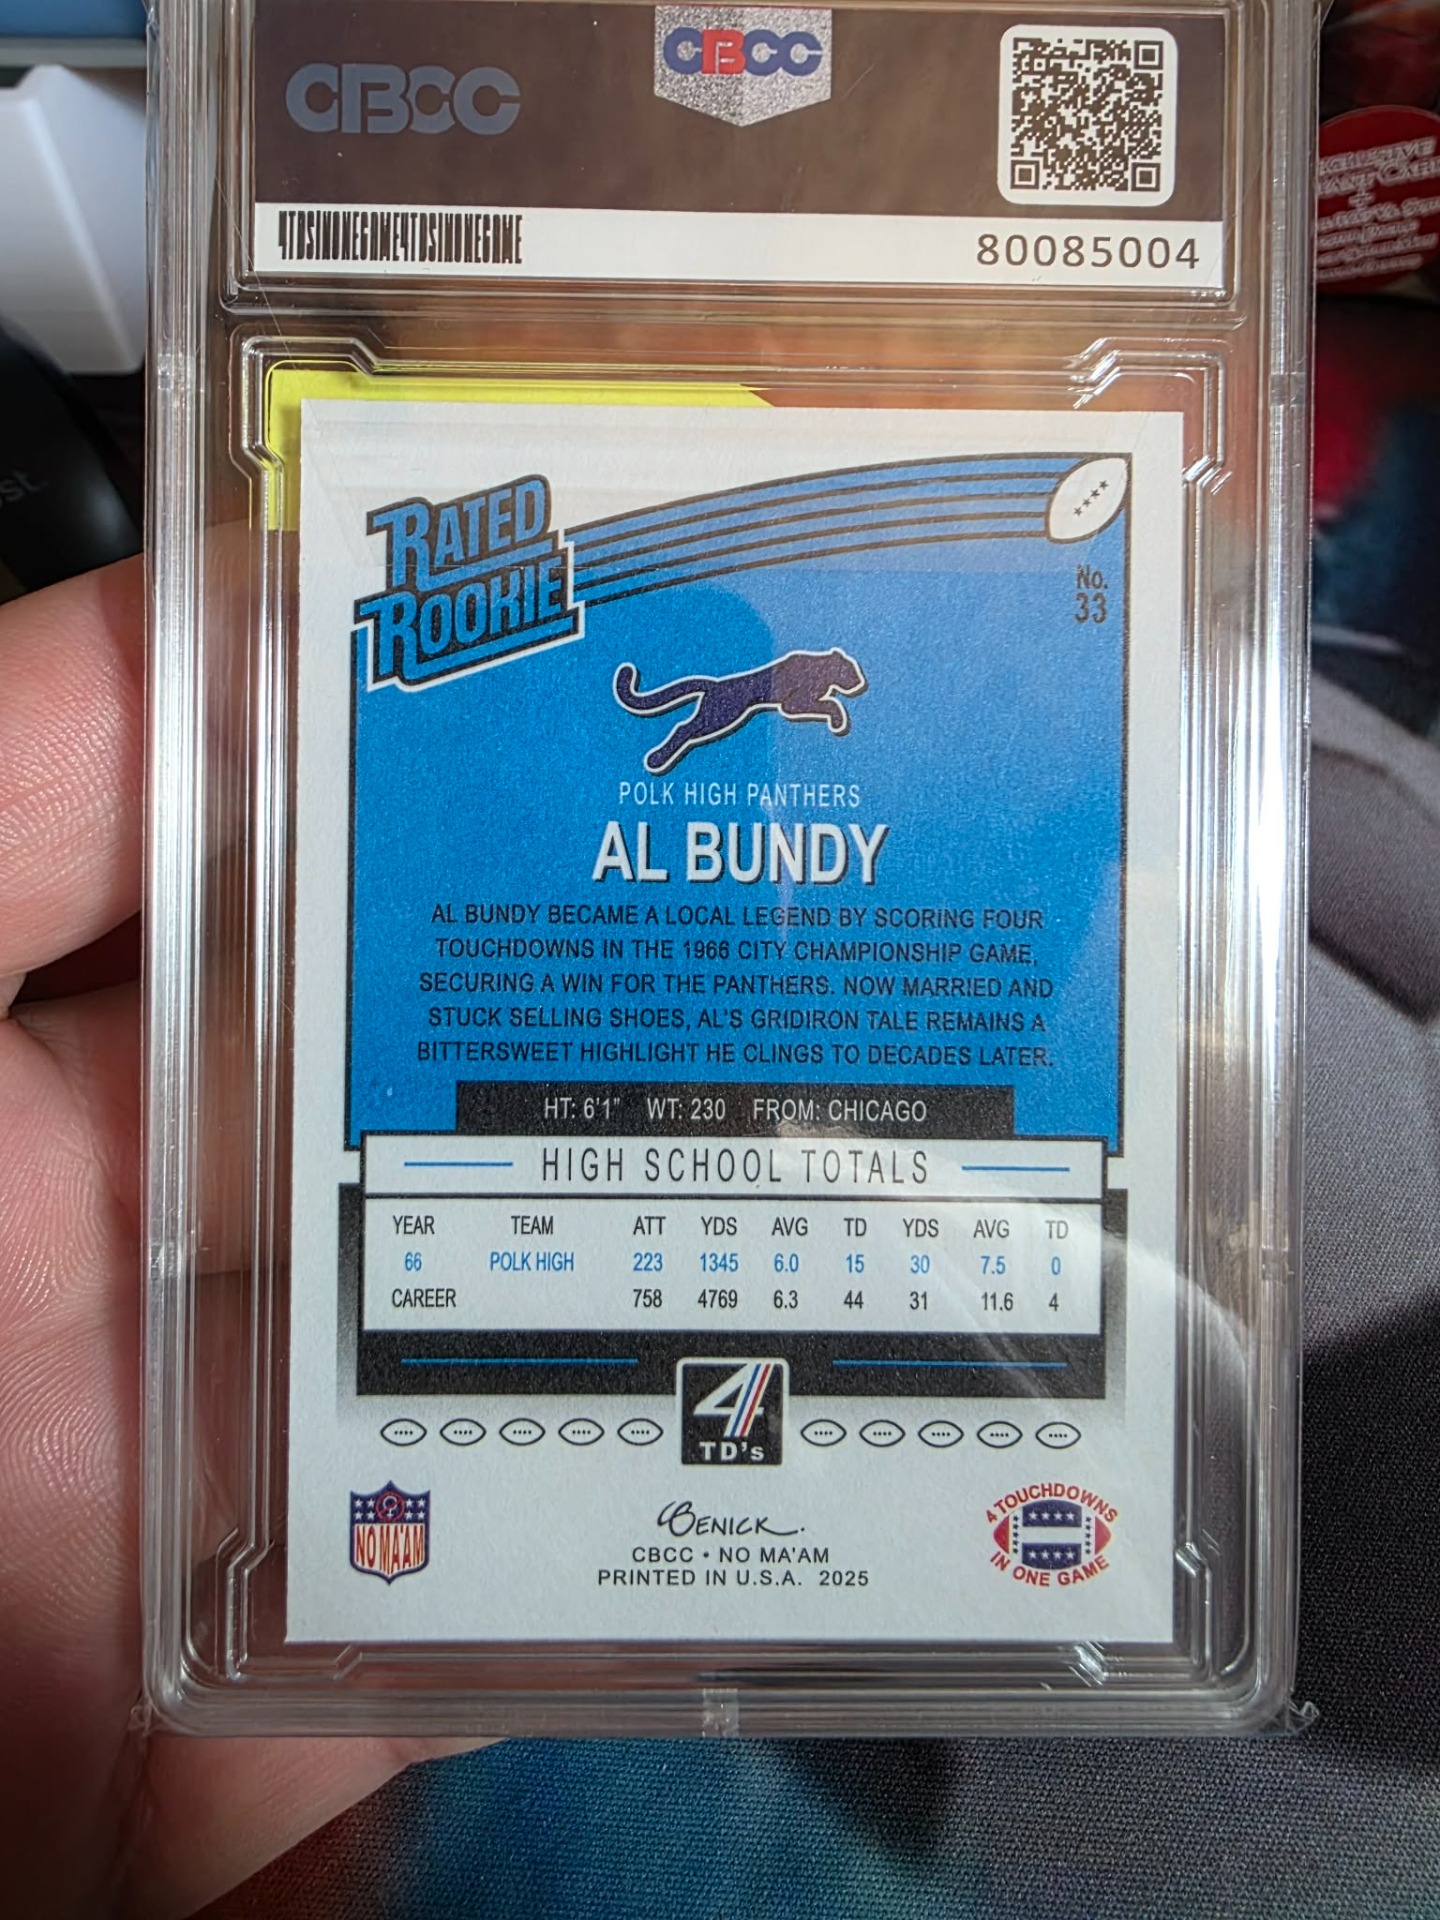 CBCC
CBCC
4TDSINONEGAME4TDSINONEGAME
80085004
RATED
ROOKIE
No.
33
POLK HIGH PANTHERS
AL BUNDY
AL BUNDY BECAME A LOCAL LEGEND BY SCORING FOUR
TOUCHDOWNS IN THE 1966 CITY CHAMPIONSHIP GAME,
SECURING A WIN FOR THE PANTHERS. NOW MARRIED AND
STUCK SELLING SHOES, AL'S GRIDIRON TALE REMAINS A
BITTERSWEET HIGHLIGHT HE CLINGS TO DECADES LATER.
HT: 6'1" WT: 230 FROM: CHICAGO
HIGH SCHOOL TOTALS
YEAR TEAM ATT YDS AVG TD YDS AVG TD
66 POLK HIGH 223 1345 6.0 15 30 7.5 0
CAREER 758 4769 6.3 44 31 11.6 4
4
TD's
NO MA'AM
BENICK.
CBCC • NO MA'AM
PRINTED IN U.S.A. 2025
4 TOUCHDOWNS
IN ONE GAME